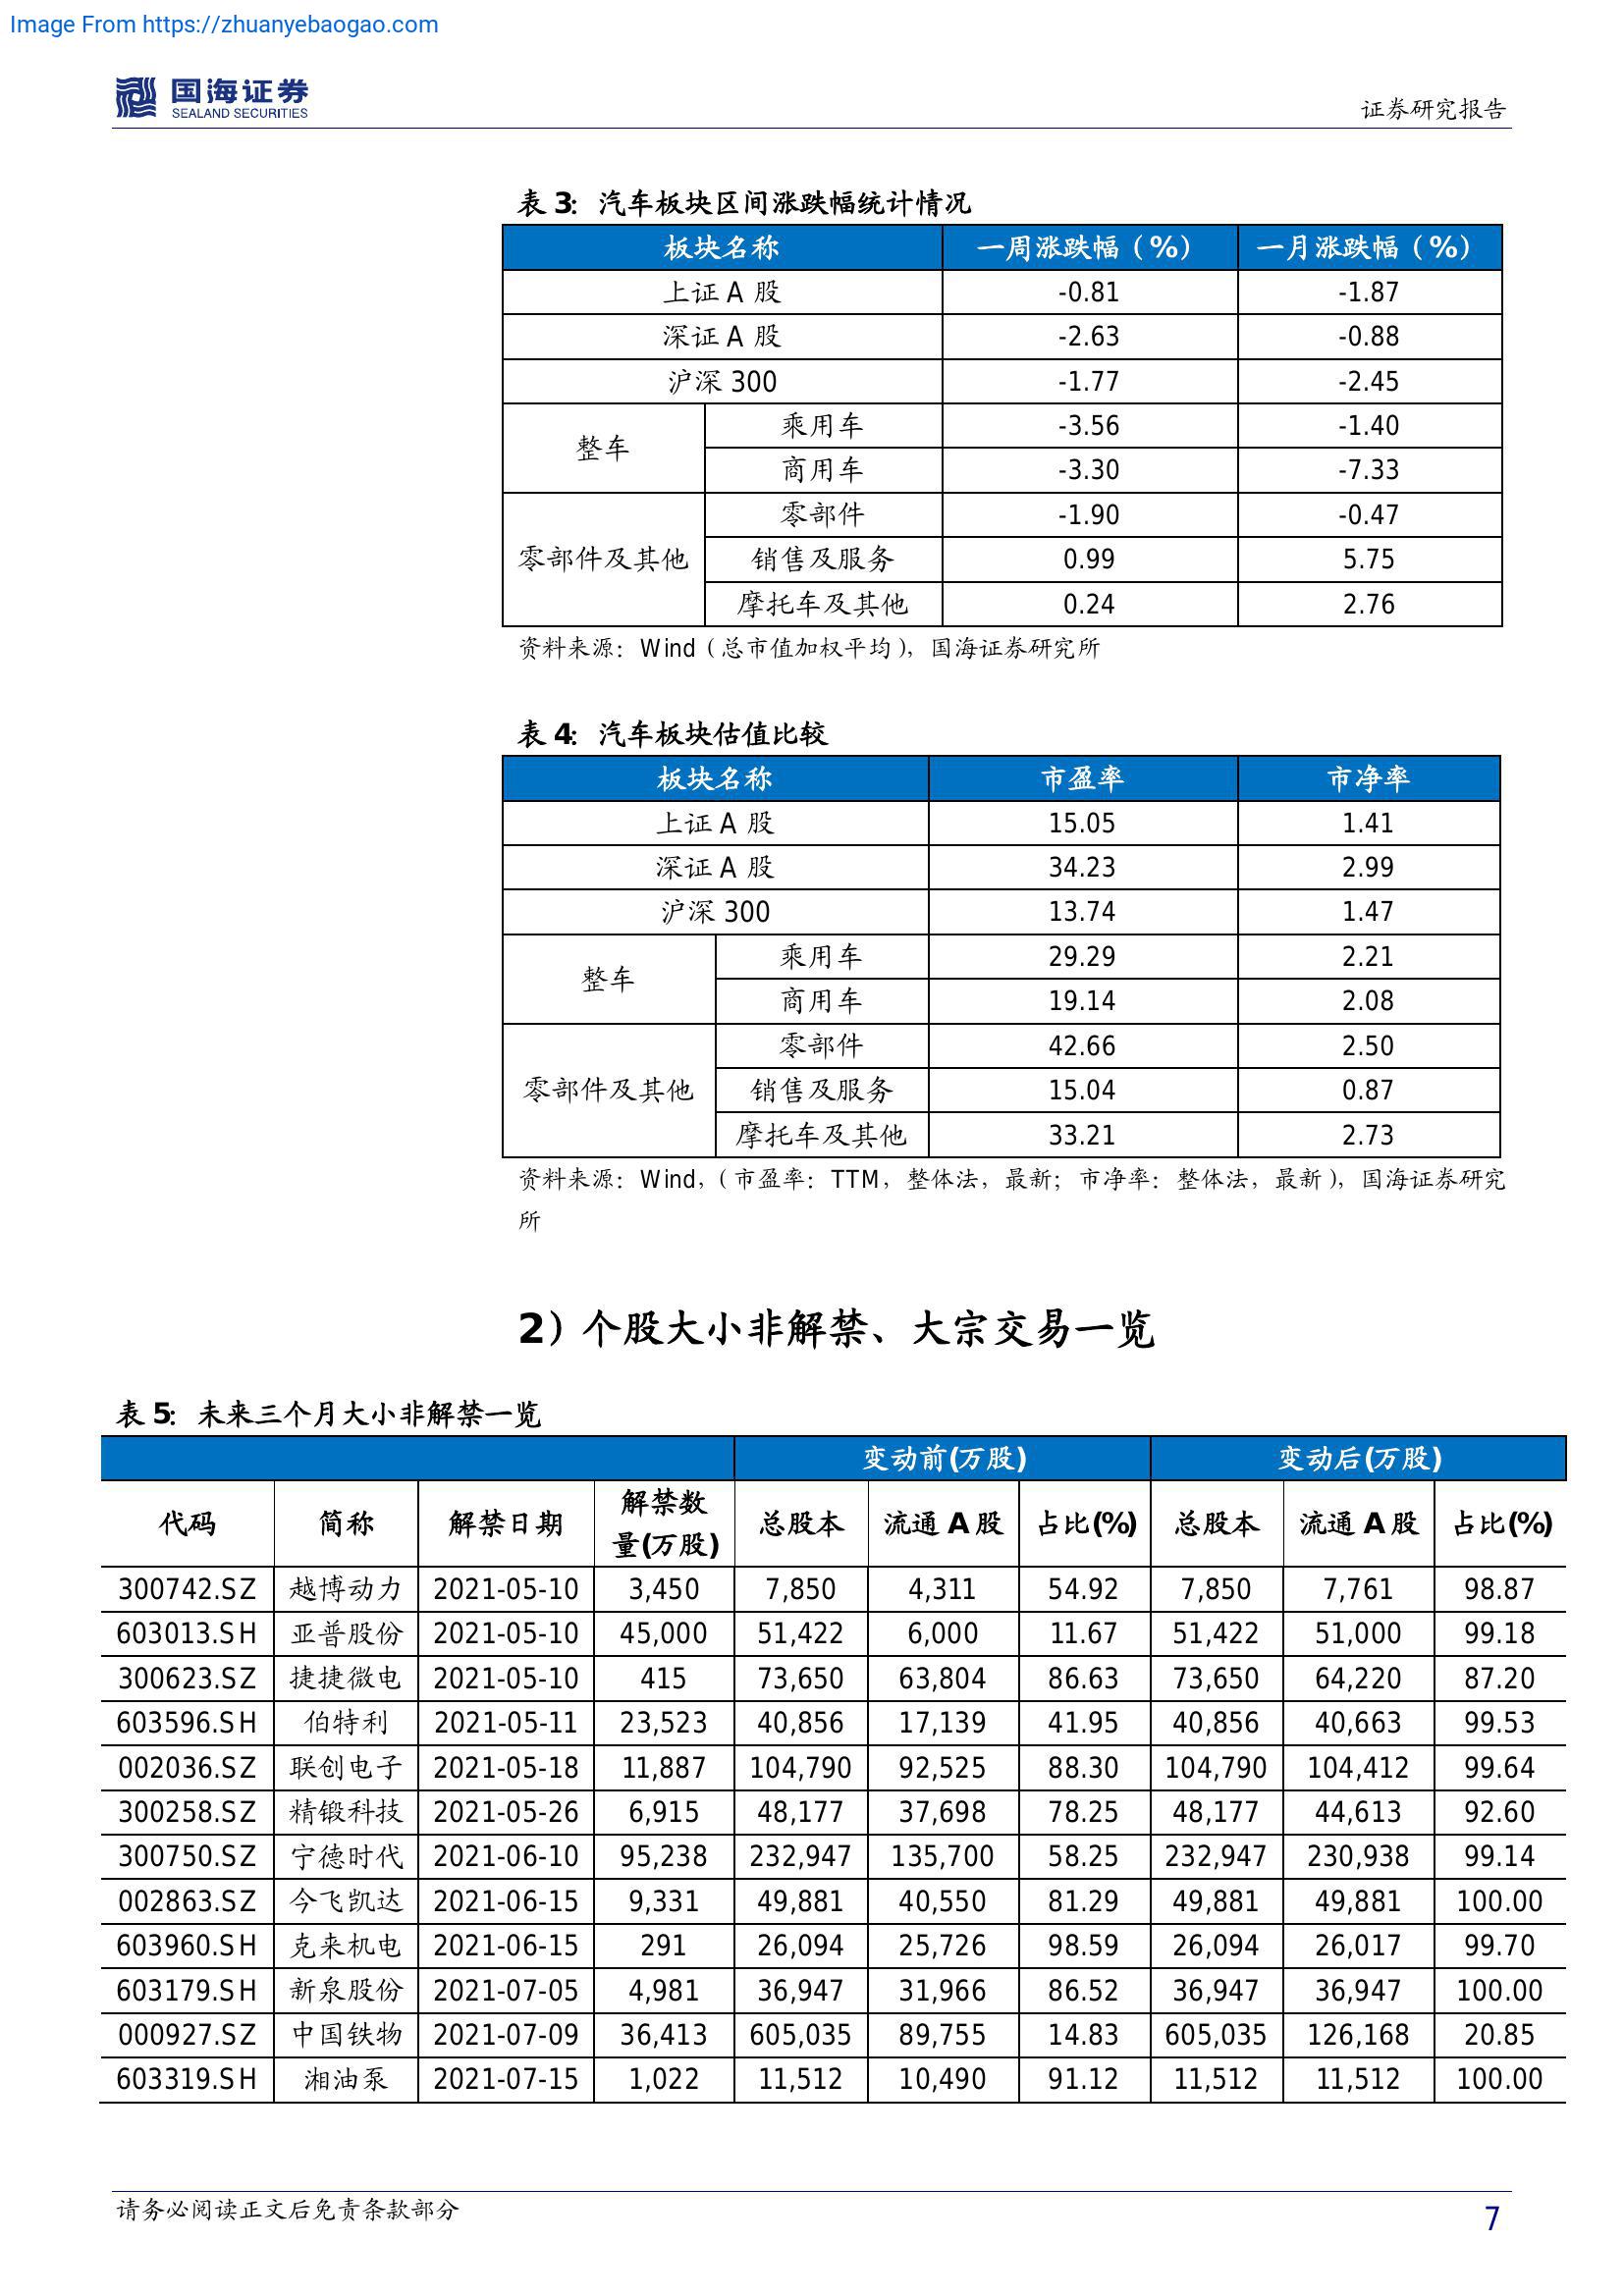 Image From https://zhuanyebaogao.com
国海证券
SEALAND SECURITIES
证券研究报告
表 3：汽车板块区间涨跌幅统计情况
板块名称 一周涨跌幅（%） 一月涨跌幅（%）
上证 A 股 -0.81 -1.87
深证 A 股 -2.63 -0.88
沪深 300 -1.77 -2.45
整车 乘用车 -3.56 -1.40
商用车 -3.30 -7.33
零部件及其他 零部件 -1.90 -0.47
销售及服务 0.99 5.75
摩托车及其他 0.24 2.76
资料来源：Wind（总市值加权平均），国海证券研究所
表 4：汽车板块估值比较
板块名称 市盈率 市净率
上证 A 股 15.05 1.41
深证 A 股 34.23 2.99
沪深 300 13.74 1.47
整车 乘用车 29.29 2.21
商用车 19.14 2.08
零部件及其他 零部件 42.66 2.50
销售及服务 15.04 0.87
摩托车及其他 33.21 2.73
资料来源：Wind，（市盈率：TTM，整体法，最新；市净率：整体法，最新），国海证券研究
所
2）个股大小非解禁、大宗交易一览
表 5：未来三个月大小非解禁一览
变动前(万股) 变动后(万股)
代码 简称 解禁日期 解禁数量(万股) 总股本 流通 A 股 占比(%) 总股本 流通 A 股 占比(%)
300742.SZ 越博动力 2021-05-10 3,450 7,850 4,311 54.92 7,850 7,761 98.87
603013.SH 亚普股份 2021-05-10 45,000 51,422 6,000 11.67 51,422 51,000 99.18
300623.SZ 捷捷微电 2021-05-10 415 73,650 63,804 86.63 73,650 64,220 87.20
603596.SH 伯特利 2021-05-11 23,523 40,856 17,139 41.95 40,856 40,663 99.53
002036.SZ 联创电子 2021-05-18 11,887 104,790 92,525 88.30 104,790 104,412 99.64
300258.SZ 精锻科技 2021-05-26 6,915 48,177 37,698 78.25 48,177 44,613 92.60
300750.SZ 宁德时代 2021-06-10 95,238 232,947 135,700 58.25 232,947 230,938 99.14
002863.SZ 今飞凯达 2021-06-15 9,331 49,881 40,550 81.29 49,881 49,881 100.00
603960.SH 克来机电 2021-06-15 291 26,094 25,726 98.59 26,094 26,017 99.70
603179.SH 新泉股份 2021-07-05 4,981 36,947 31,966 86.52 36,947 36,947 100.00
000927.SZ 中国铁物 2021-07-09 36,413 605,035 89,755 14.83 605,035 126,168 20.85
603319.SH 湘油泵 2021-07-15 1,022 11,512 10,490 91.12 11,512 11,512 100.00
请务必阅读正文后免责条款部分
7